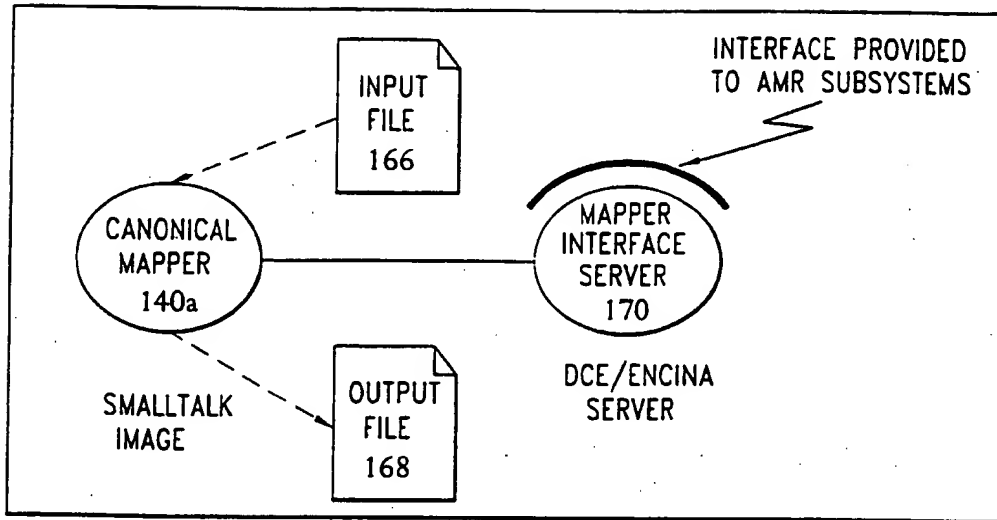 INPUT
FILE
166
INTERFACE PROVIDED
TO AMR SUBSYSTEMS
CANONICAL
MAPPER
140a
MAPPER
INTERFACE
SERVER
170
SMALLTALK
IMAGE
OUTPUT
FILE
168
DCE/ENCINA
SERVER